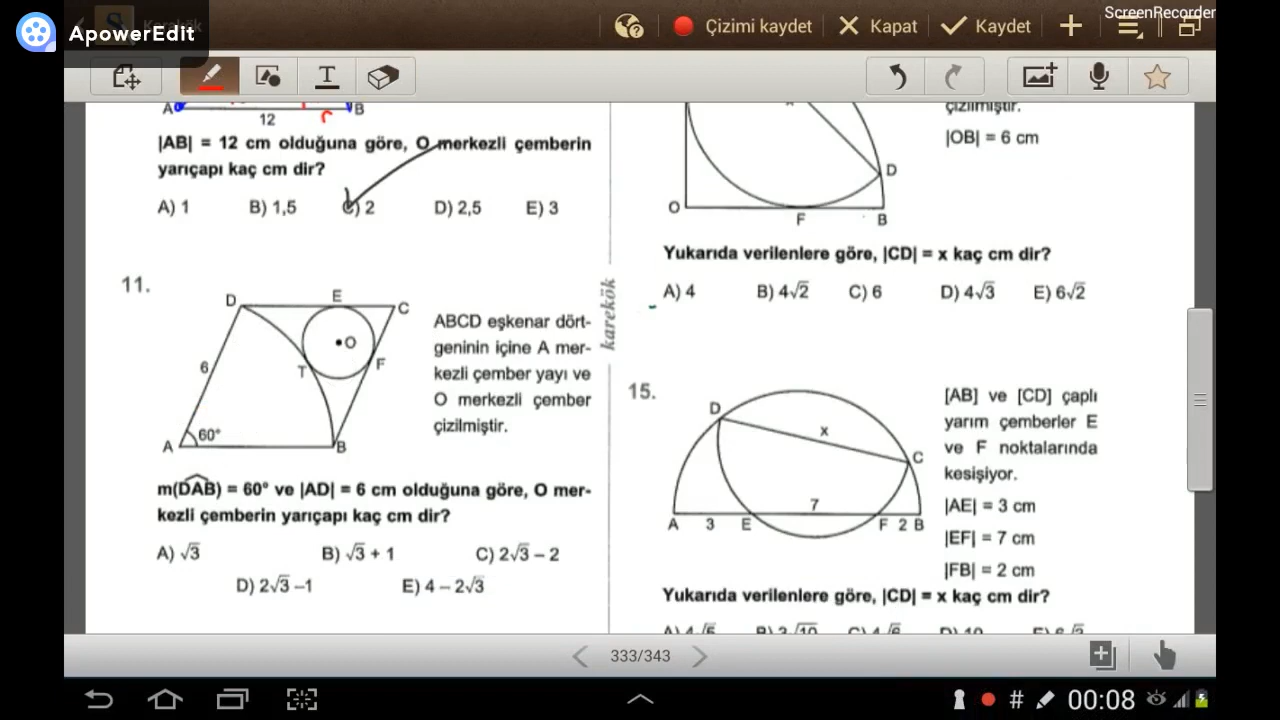 ApowerEdit
Çizimi kaydet
Kapat
Kaydet
ScreenRecorder
T
A
B
12
|AB| = 12 cm olduğuna göre, O merkezli çemberin
yarıçapı kaç cm dir?
A) 1 B) 1,5 C) 2 D) 2,5 E) 3
11.
D
E
C
O
T
F
6
60°
A
B
ABCD eşkenar dört-
geninin içine A mer-
kezli çember yayı ve
O merkezli çember
çizilmiştir.
m(DAB) = 60° ve |AD| = 6 cm olduğuna göre, O mer-
kezli çemberin yarıçapı kaç cm dir?
A) √3 B) √3 + 1 C) 2√3 – 2
D) 2√3 –1 E) 4 – 2√3
karekök
çizilmiştir.
|OB| = 6 cm
D
O
F
B
Yukarıda verilenlere göre, |CD| = x kaç cm dir?
A) 4 B) 4√2 C) 6 D) 4√3 E) 6√2
15.
D
x
C
7
A 3 E F 2 B
[AB] ve [CD] çaplı
yarım çemberler E
ve F noktalarında
kesişiyor.
|AE| = 3 cm
|EF| = 7 cm
|FB| = 2 cm
Yukarıda verilenlere göre, |CD| = x kaç cm dir?
333/343
00:08